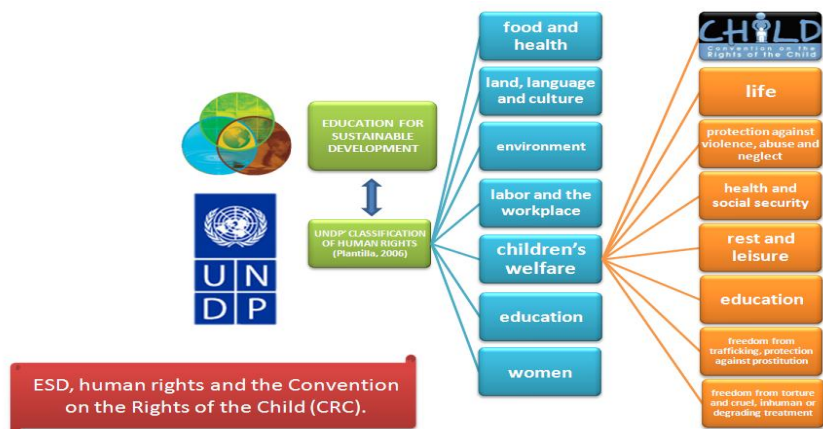 EDUCATION FOR
SUSTAINABLE
DEVELOPMENT
UNDP' CLASSIFICATION
OF HUMAN RIGHTS
(Plantilla, 2006)
U N
D P
ESD, human rights and the Convention
on the Rights of the Child (CRC).
food and
health
land, language
and culture
environment
labor and the
workplace
children's
welfare
education
women
CHILD
Convention on the
Rights of the Child
life
protection against
violence, abuse and
neglect
health and
social security
rest and
leisure
education
freedom from
trafficking, protection
against prostitution
freedom from torture
and cruel, inhuman or
degrading treatment